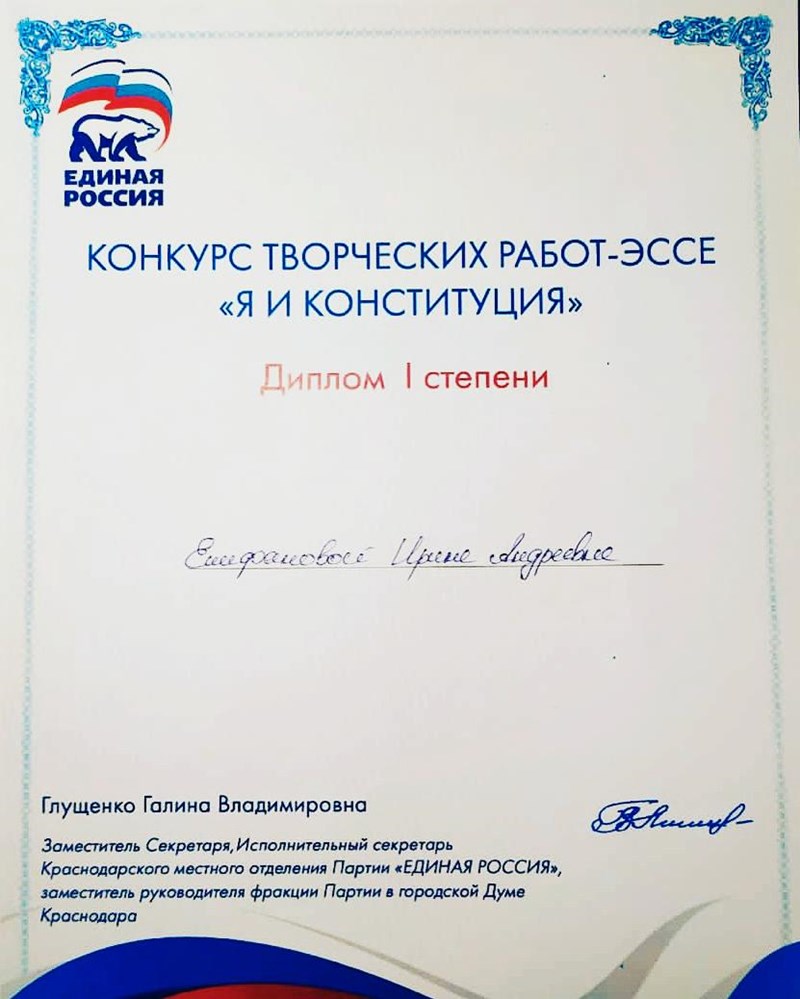 ЕДИНАЯ
РОССИЯ
КОНКУРС ТВОРЧЕСКИХ РАБОТ-ЭССЕ
«Я И КОНСТИТУЦИЯ»
Диплом I степени
Епифановой Ирине Андреевне
Глущенко Галина Владимировна
Заместитель Секретаря, Исполнительный секретарь
Краснодарского местного отделения Партии «ЕДИНАЯ РОССИЯ»,
заместитель руководителя фракции Партии в городской Думе
Краснодара